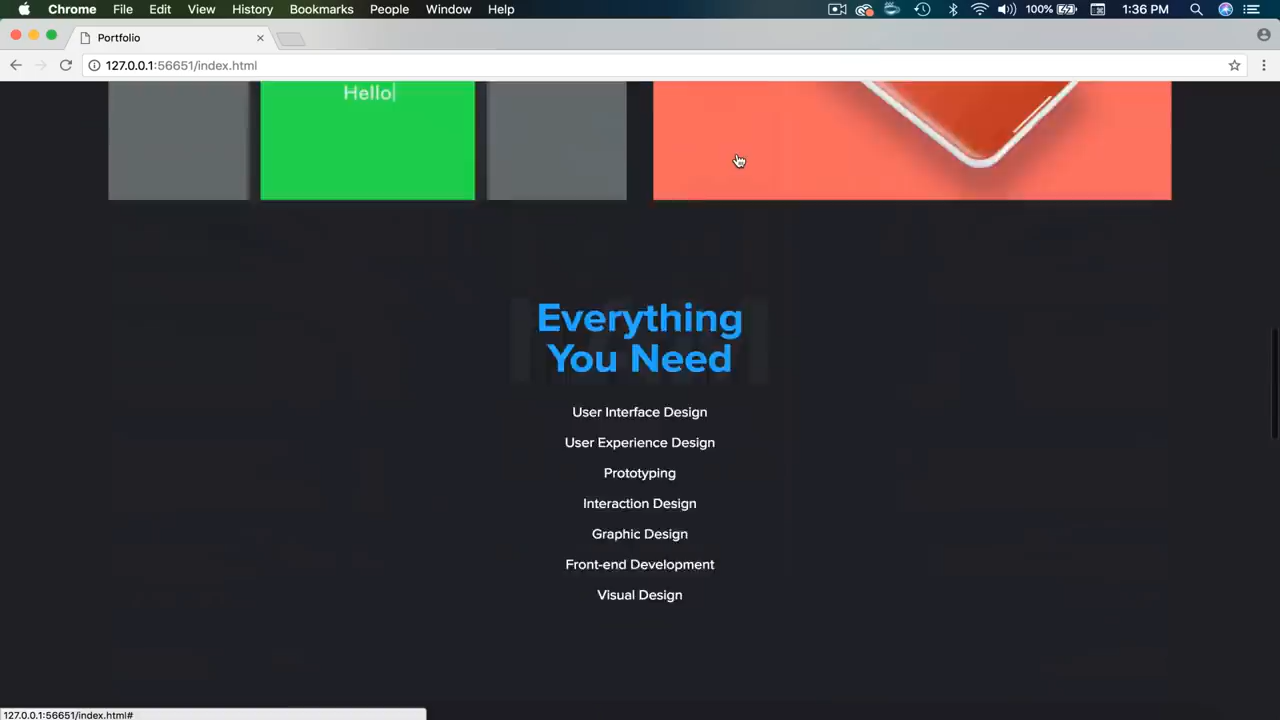 Chrome File Edit View History Bookmarks People Window Help 100% 1:36 PM
Portfolio
127.0.0.1:56651/index.html
Hello
Everything
You Need
User Interface Design
User Experience Design
Prototyping
Interaction Design
Graphic Design
Front-end Development
Visual Design
127.0.0.1:56651/index.html#